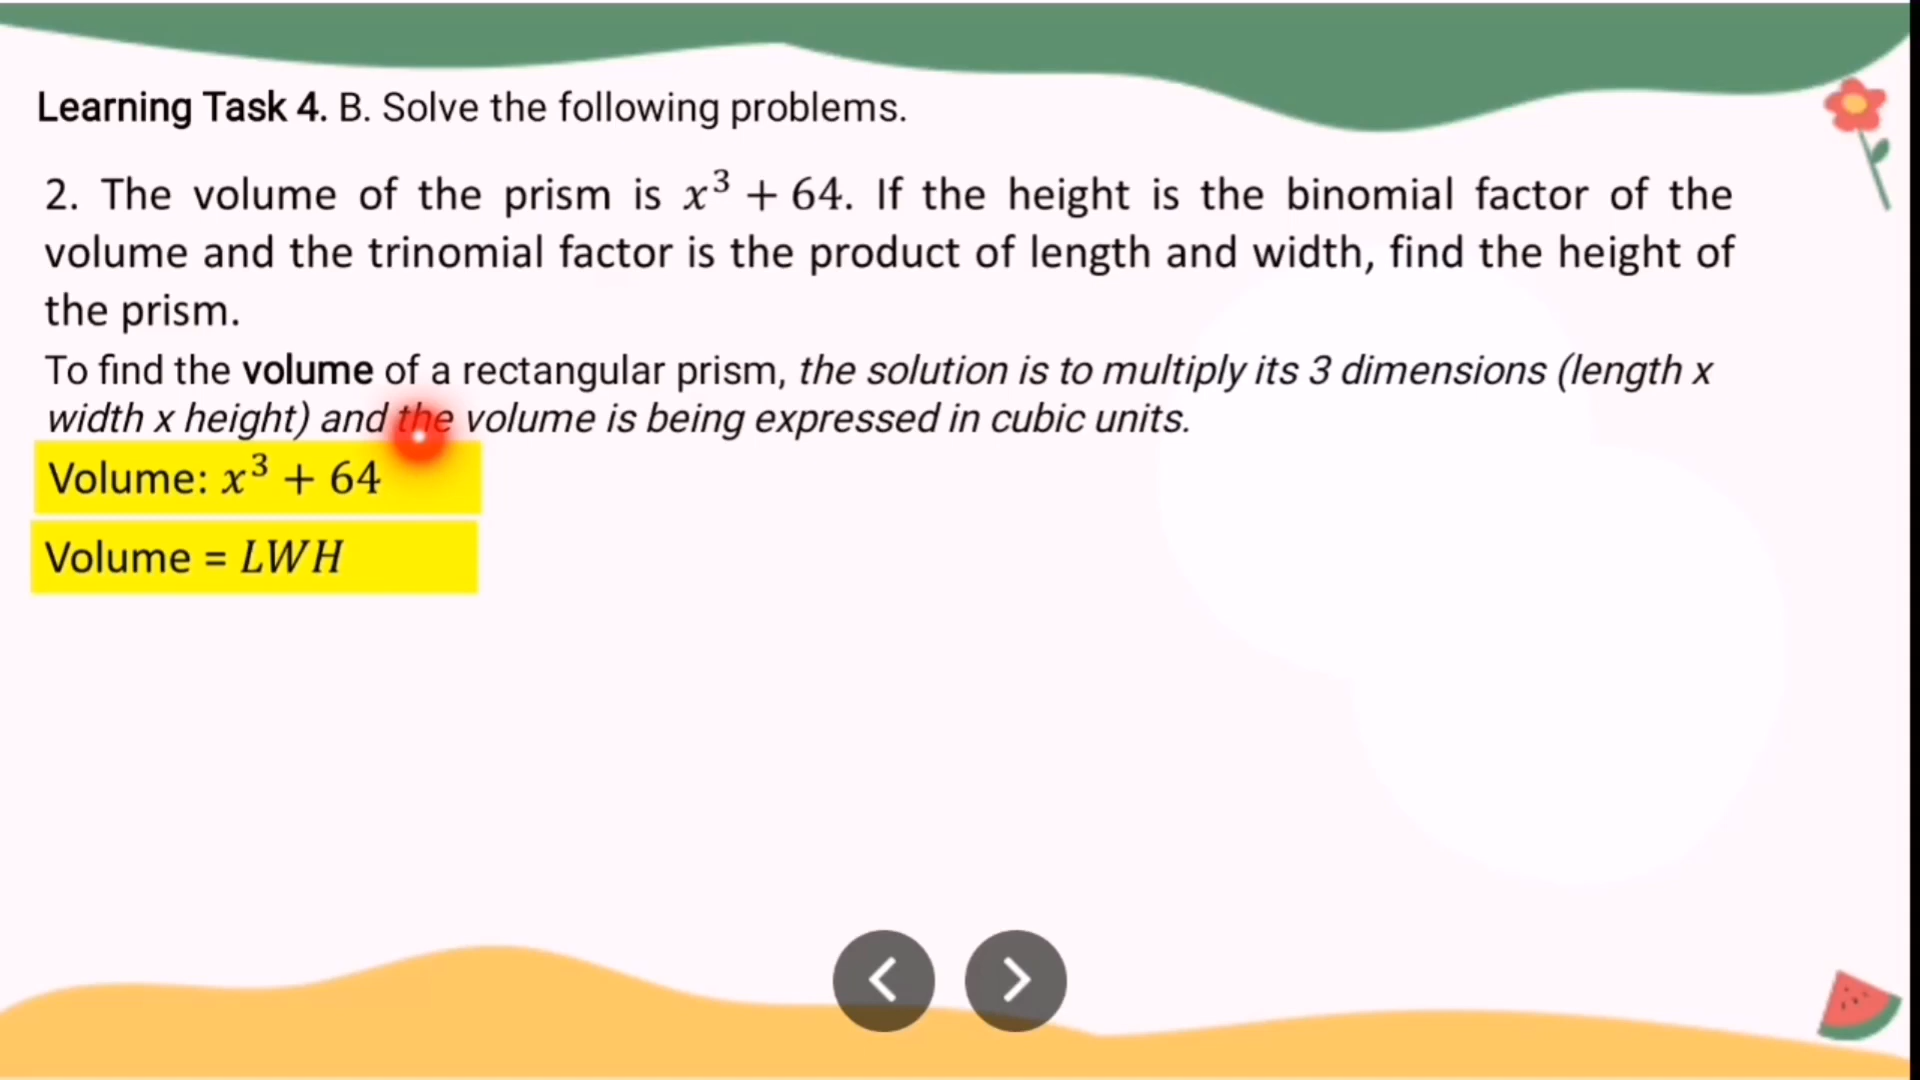 Learning Task 4. B. Solve the following problems.
2. The volume of the prism is x³ + 64. If the height is the binomial factor of the
volume and the trinomial factor is the product of length and width, find the height of
the prism.
To find the volume of a rectangular prism, the solution is to multiply its 3 dimensions (length x
width x height) and the volume is being expressed in cubic units.
Volume: x³ + 64
Volume = LWH